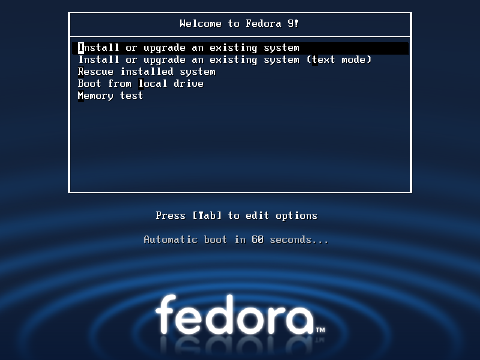 Welcome to Fedora 9!
Install or upgrade an existing system
Install or upgrade an existing system (text mode)
Rescue installed system
Boot from local drive
Memory test
Press [Tab] to edit options
Automatic boot in 60 seconds...
fedora™